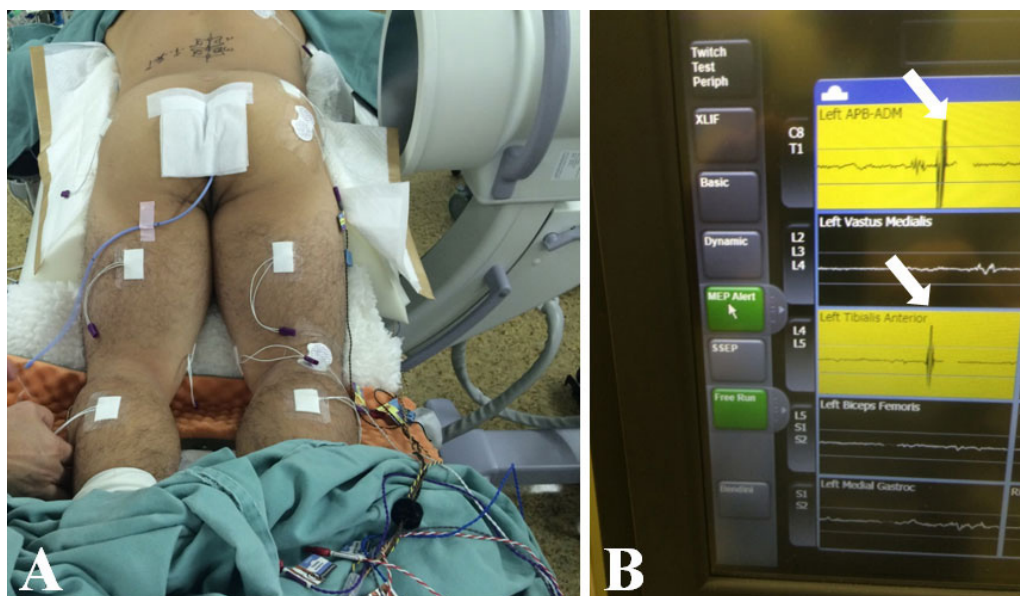 A
Twitch
Test
Periph
XLIF
Basic
Dynamic
MEP Alert
SSEP
Free Run
C8
T1
Left APB-ADM
L2
L3
L4
Left Vastus Medialis
L4
L5
Left Tibialis Anterior
L5
S1
S2
Left Biceps Femoris
S1
S2
Left Medial Gastroc
B